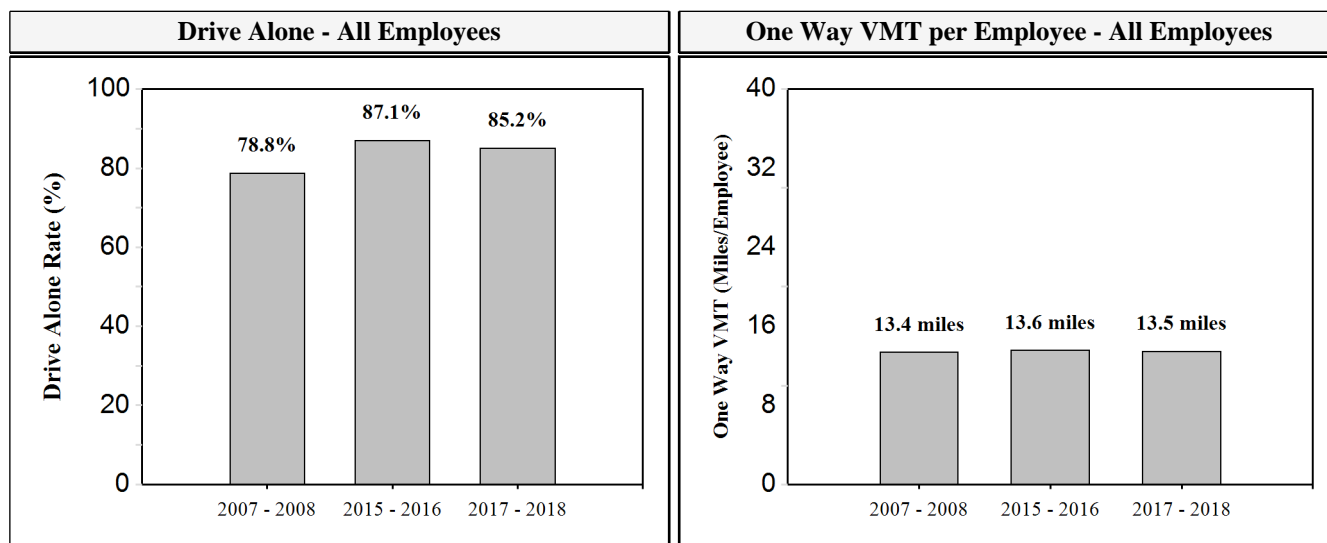 Drive Alone - All Employees
100
80
60
40
20
0
Drive Alone Rate (%)
78.8%
87.1%
85.2%
2007 - 2008
2015 - 2016
2017 - 2018
One Way VMT per Employee - All Employees
40
32
24
16
8
0
One Way VMT (Miles/Employee)
13.4 miles
13.6 miles
13.5 miles
2007 - 2008
2015 - 2016
2017 - 2018